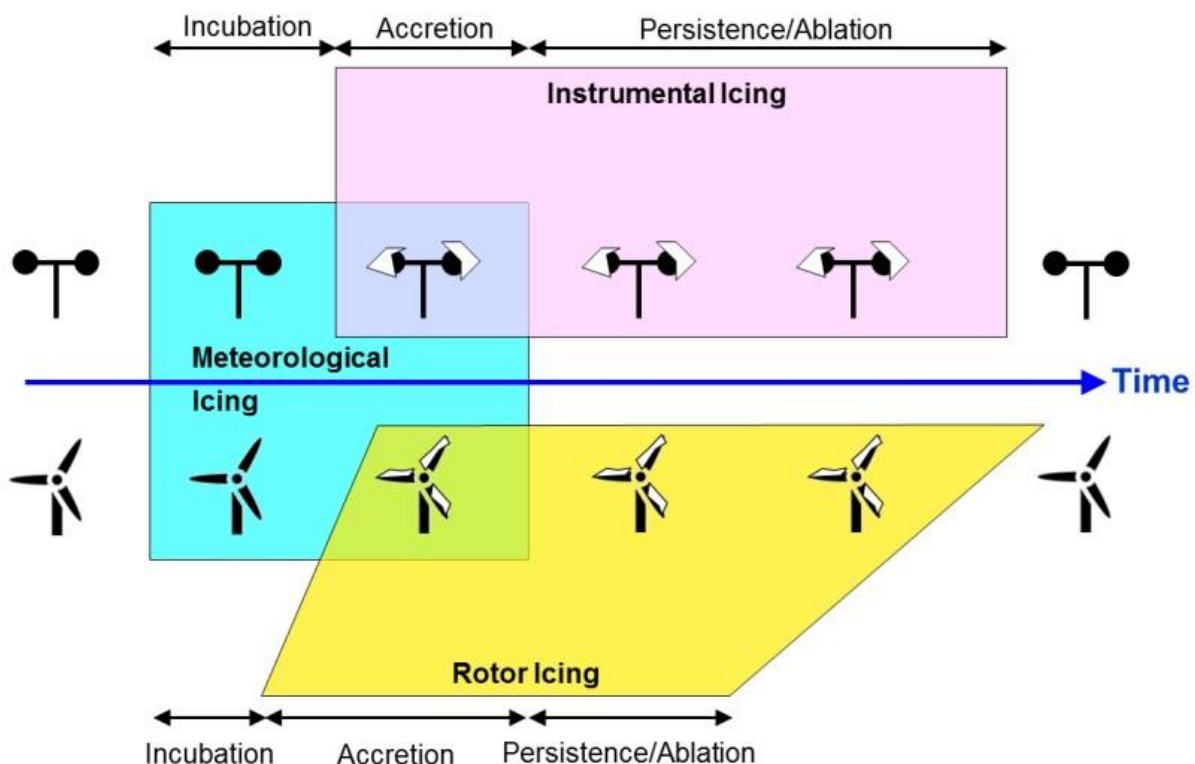 Incubation Accretion Persistence/Ablation
Instrumental Icing
Meteorological
Icing
Time
Rotor Icing
Incubation Accretion Persistence/Ablation